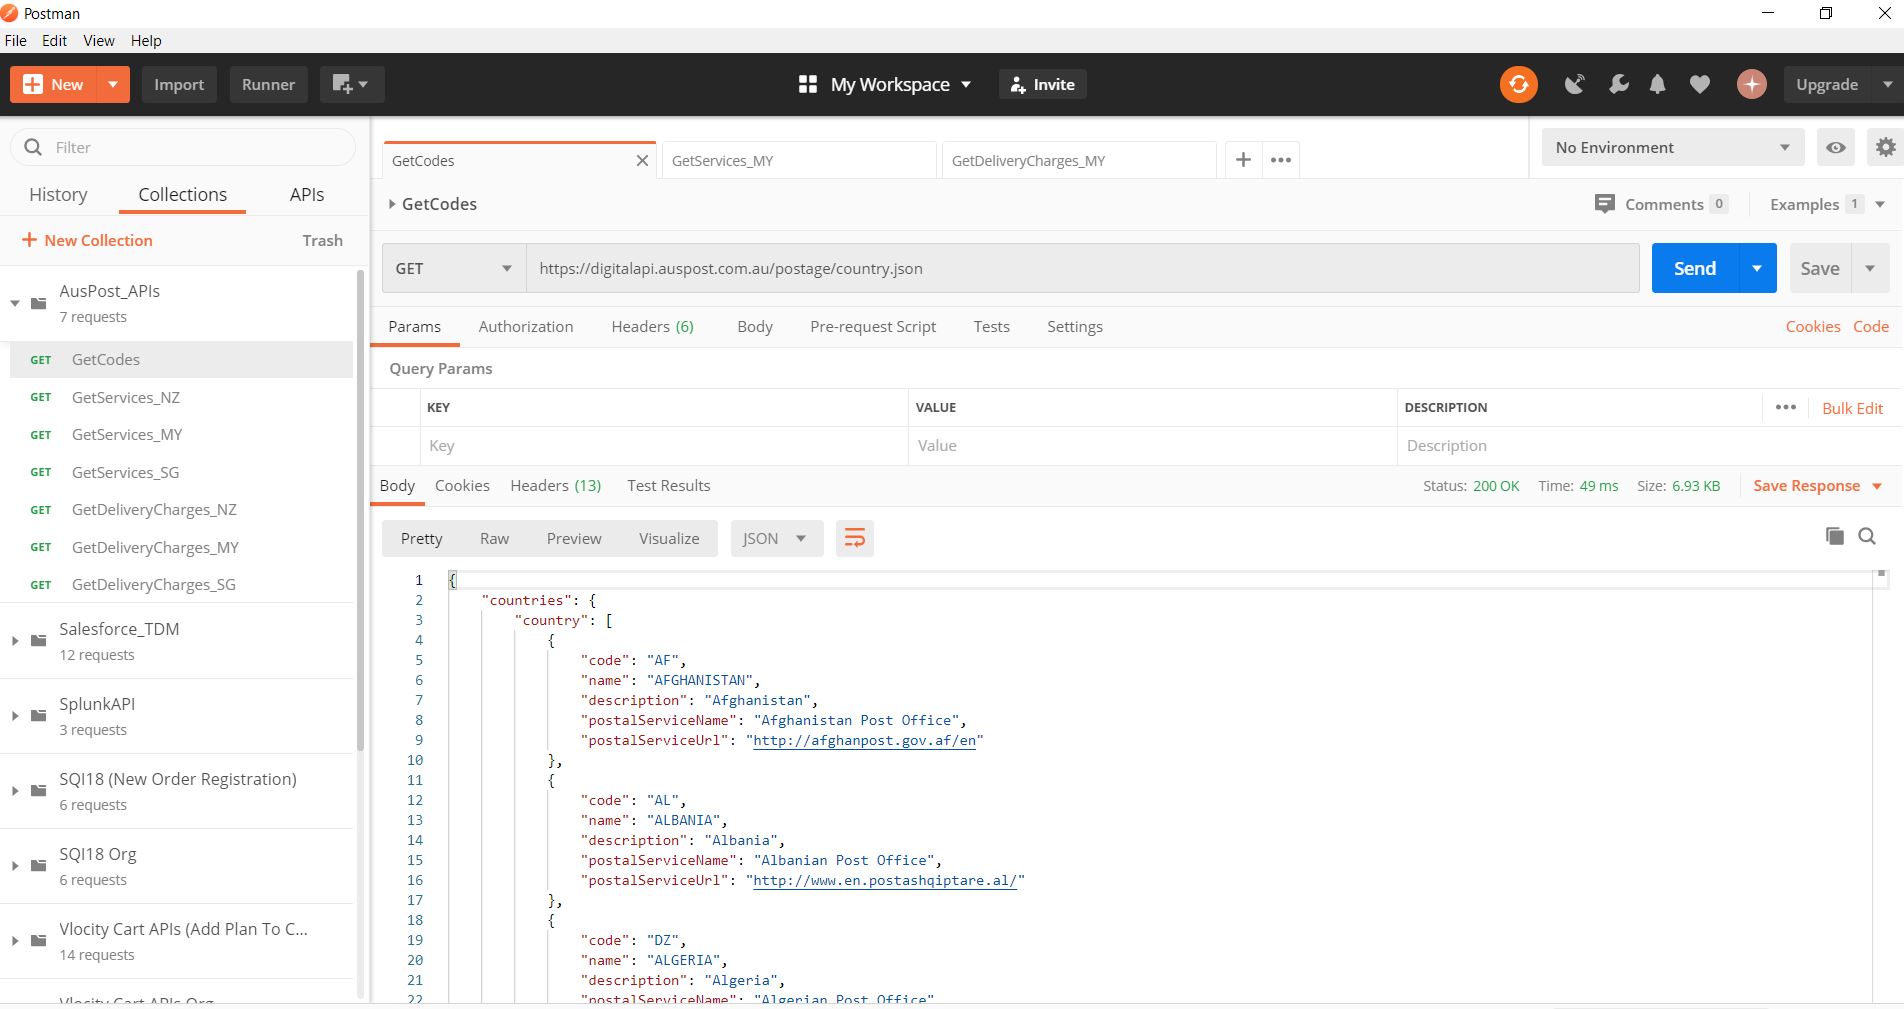 Postman
File Edit View Help
New Import Runner My Workspace Invite Upgrade
Filter
History Collections APIs
New Collection Trash
AusPost_APIs
7 requests
GET GetCodes
GET GetServices_NZ
GET GetServices_MY
GET GetServices_SG
GET GetDeliveryCharges_NZ
GET GetDeliveryCharges_MY
GET GetDeliveryCharges_SG
Salesforce_TDM
12 requests
SplunkAPI
3 requests
SQI18 (New Order Registration)
6 requests
SQI18 Org
6 requests
Vlocity Cart APIs (Add Plan To C...
14 requests
Vlocity Cart APIs Org
GetCodes GetServices_MY GetDeliveryCharges_MY
No Environment
GetCodes
Comments 0 Examples 1
GET https://digitalapi.auspost.com.au/postage/country.json Send Save
Params Authorization Headers (6) Body Pre-request Script Tests Settings Cookies Code
Query Params
KEY VALUE DESCRIPTION Bulk Edit
Key Value Description
Body Cookies Headers (13) Test Results Status: 200 OK Time: 49 ms Size: 6.93 KB Save Response
Pretty Raw Preview Visualize JSON
1 {
2 "countries": {
3 "country": [
4 {
5 "code": "AF",
6 "name": "AFGHANISTAN",
7 "description": "Afghanistan",
8 "postalServiceName": "Afghanistan Post Office",
9 "postalServiceUrl": "http://afghanpost.gov.af/en"
10 },
11 {
12 "code": "AL",
13 "name": "ALBANIA",
14 "description": "Albania",
15 "postalServiceName": "Albanian Post Office",
16 "postalServiceUrl": "http://www.en.postashqiptare.al/"
17 },
18 {
19 "code": "DZ",
20 "name": "ALGERIA",
21 "description": "Algeria",
22 "postalServiceName": "Algerian Post Office"